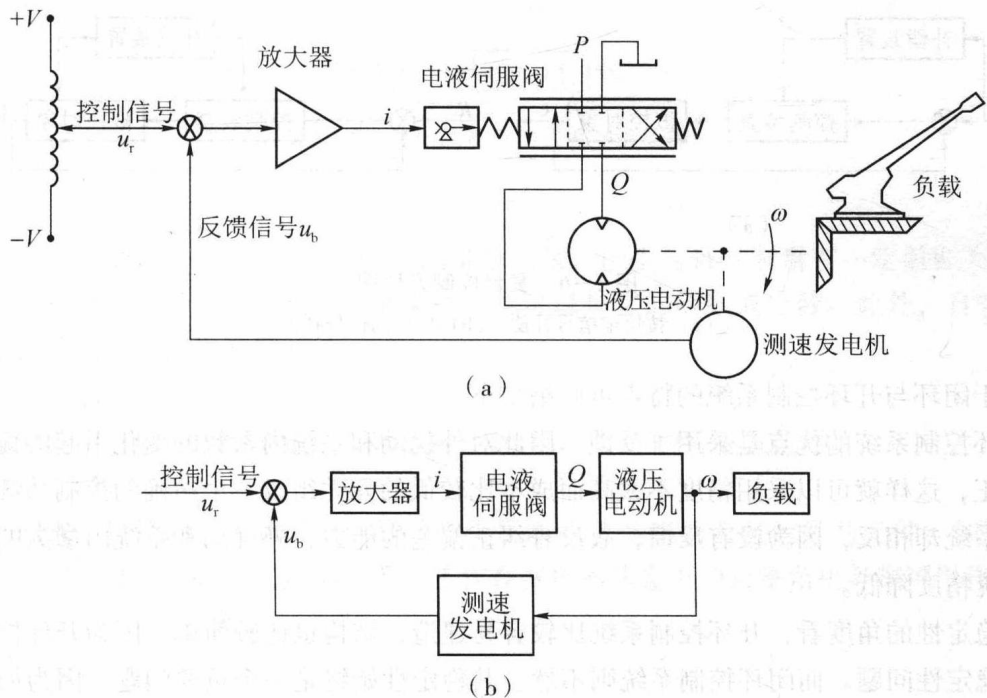 +V
放大器
P
电液伺服阀
控制信号
u_r
i
Q
负载
反馈信号u_b
ω
-V
液压电动机
测速发电机
(a)
控制信号
u_r
放大器
i
电液
伺服阀
Q
液压
电动机
ω
负载
u_b
测速
发电机
(b)